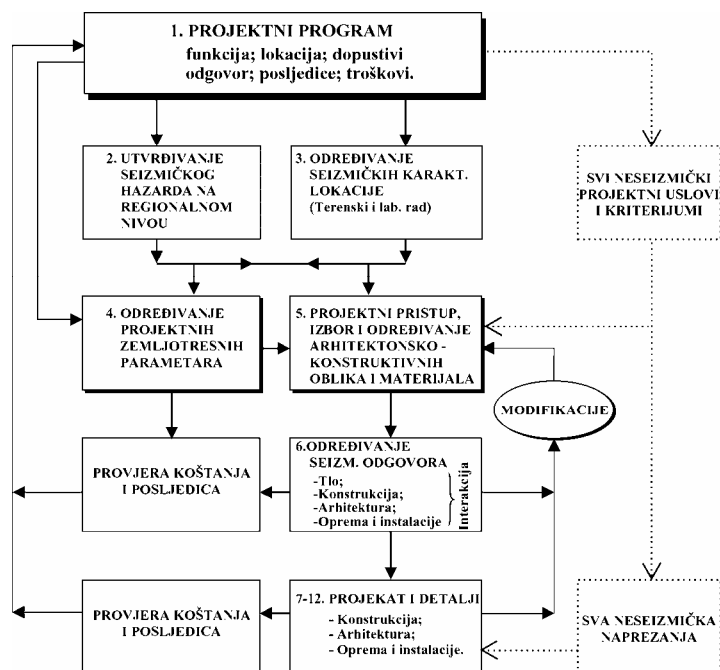 1. PROJEKTNI PROGRAM
funkcija; lokacija; dopustivi
odgovor; posljedice; troškovi.
2. UTVRĐIVANJE
SEIZMIČKOG
HAZARDA NA
REGIONALNOM
NIVOU
3. ODREĐIVANJE
SEIZMIČKIH KARAKT.
LOKACIJE
(Terenski i lab. rad)
SVI NESEIZMIČKI
PROJEKTNI USLOVI
I KRITERIJUMI
4. ODREĐIVANJE
PROJEKTNIH
ZEMLJOTRESNIH
PARAMETARA
5. PROJEKTNI PRISTUP,
IZBOR I ODREĐIVANJE
ARHITEKTONSKO -
KONSTRUKTIVNIH
OBLIKA I MATERIJALA
MODIFIKACIJE
PROVJERA KOŠTANJA
I POSLJEDICA
6.ODREĐIVANJE
SEIZM. ODGOVORA
-Tlo;
-Konstrukcija;
-Arhitektura;
-Oprema i instalacije
Interakcija
PROVJERA KOŠTANJA
I POSLJEDICA
7-12. PROJEKAT I DETALJI
- Konstrukcija;
- Arhitektura;
- Oprema i instalacije.
SVA NESEIZMIČKA
NAPREZANJA